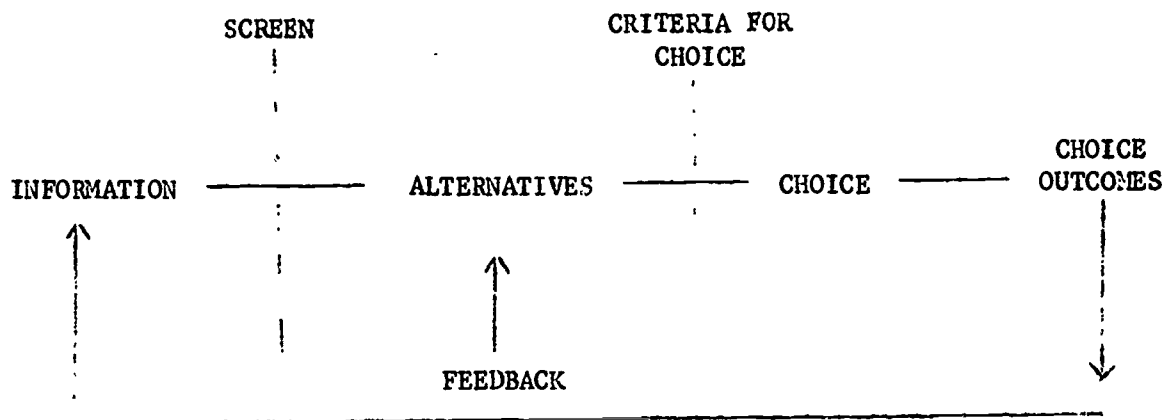 SCREEN
CRITERIA FOR
CHOICE
INFORMATION
ALTERNATIVES
CHOICE
CHOICE
OUTCOMES
FEEDBACK